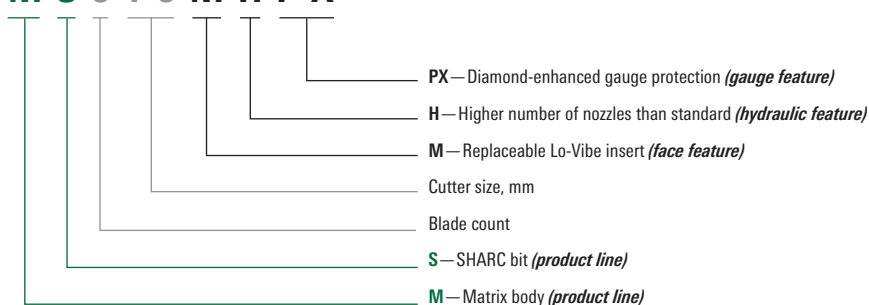 PX—Diamond-enhanced gauge protection (gauge feature)
H—Higher number of nozzles than standard (hydraulic feature)
M—Replaceable Lo-Vibe insert (face feature)
Cutter size, mm
Blade count
S—SHARC bit (product line)
M—Matrix body (product line)